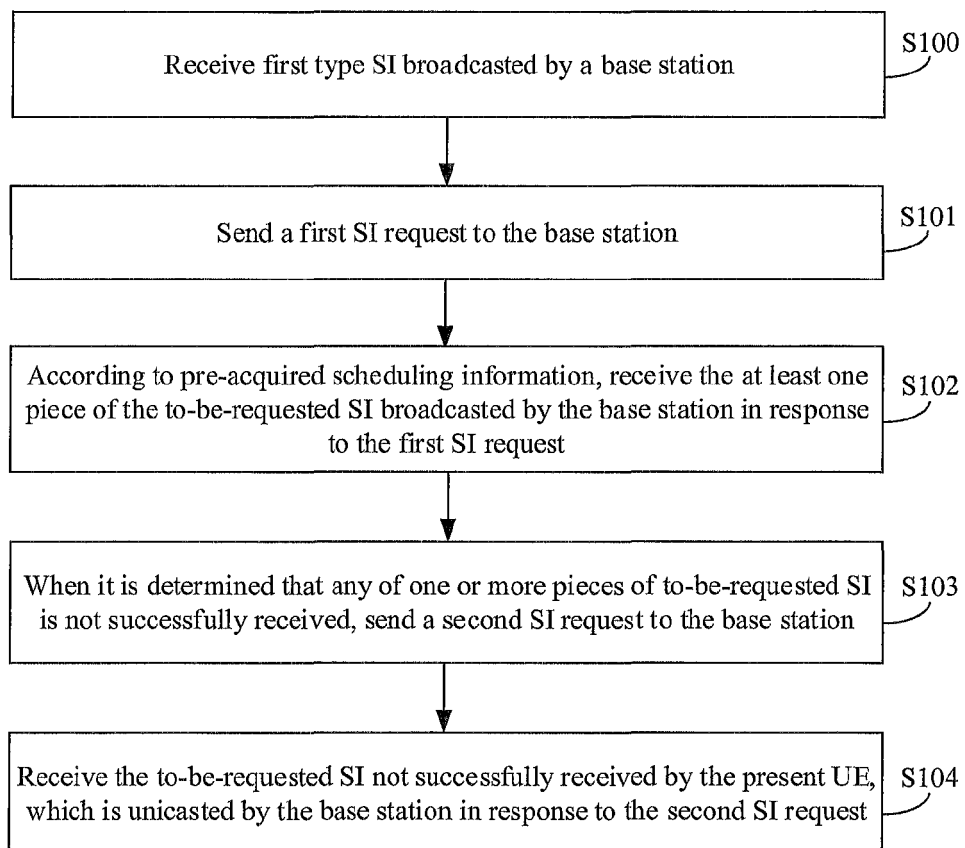 Receive first type SI broadcasted by a base station
S100
Send a first SI request to the base station
S101
According to pre-acquired scheduling information, receive the at least one
piece of the to-be-requested SI broadcasted by the base station in response
to the first SI request
S102
When it is determined that any of one or more pieces of to-be-requested SI
is not successfully received, send a second SI request to the base station
S103
Receive the to-be-requested SI not successfully received by the present UE,
which is unicasted by the base station in response to the second SI request
S104